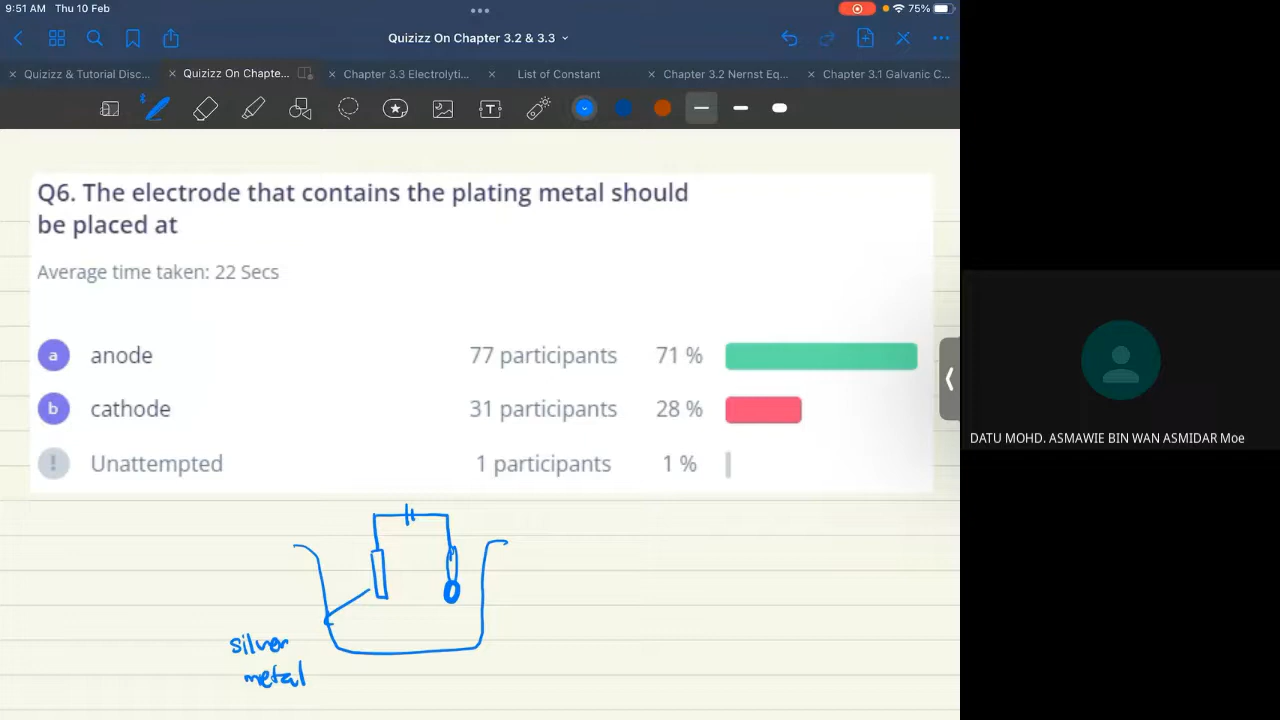 9:51 AM Thu 10 Feb
75%
Quizizz On Chapter 3.2 & 3.3
Quizizz & Tutorial Disc...
Quizizz On Chapte...
Chapter 3.3 Electrolyti...
List of Constant
Chapter 3.2 Nernst Eq...
Chapter 3.1 Galvanic C...
Q6. The electrode that contains the plating metal should
be placed at
Average time taken: 22 Secs
a anode 77 participants 71 %
b cathode 31 participants 28 %
! Unattempted 1 participants 1 %
silver
metal
DATU MOHD. ASMAWIE BIN WAN ASMIDAR Moe